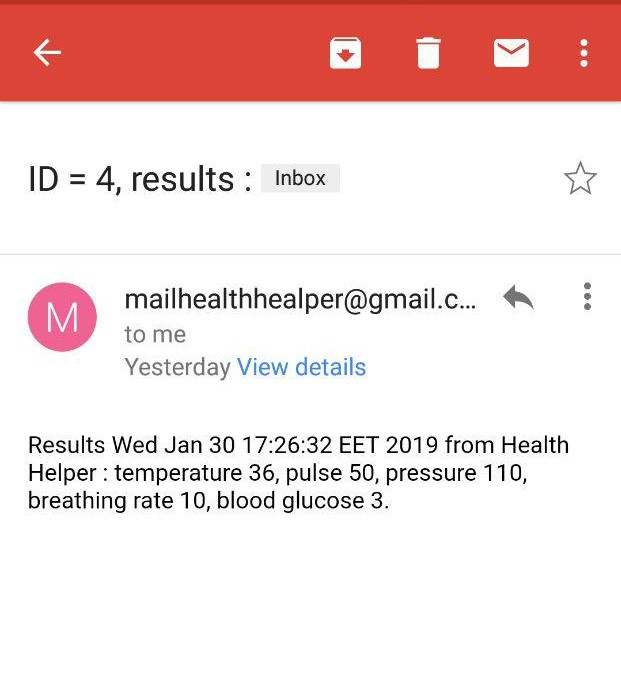 ID = 4, results : Inbox
M
mailhealthhealper@gmail.c...
to me
Yesterday View details
Results Wed Jan 30 17:26:32 EET 2019 from Health
Helper : temperature 36, pulse 50, pressure 110,
breathing rate 10, blood glucose 3.